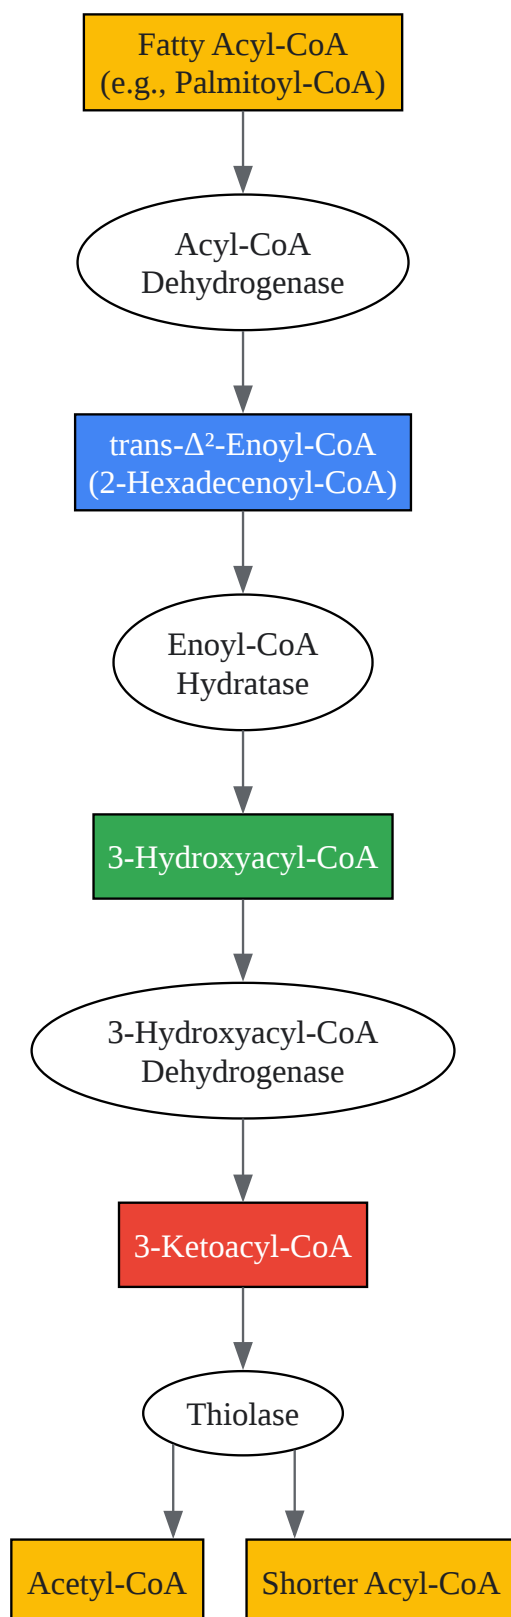 Fatty Acyl-CoA
(e.g., Palmitoyl-CoA)
Acyl-CoA
Dehydrogenase
trans-Δ²-Enoyl-CoA
(2-Hexadecenoyl-CoA)
Enoyl-CoA
Hydratase
3-Hydroxyacyl-CoA
3-Hydroxyacyl-CoA
Dehydrogenase
3-Ketoacyl-CoA
Thiolase
Acetyl-CoA
Shorter Acyl-CoA